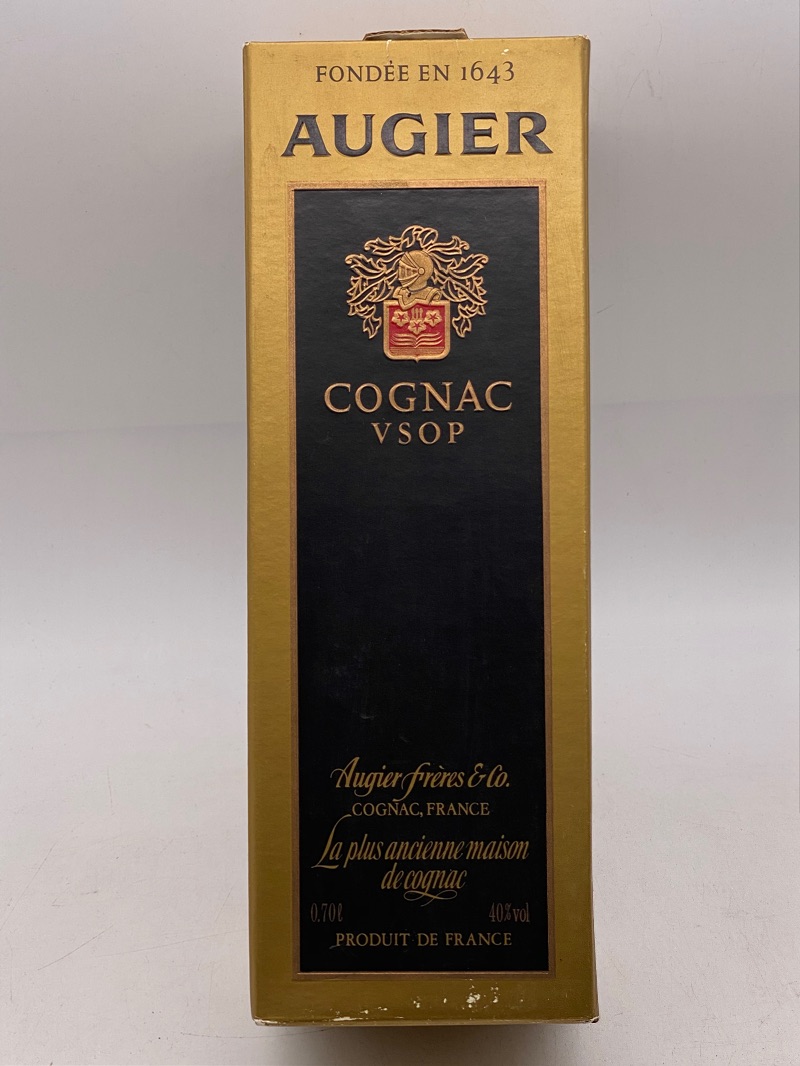 FONDÉE EN 1643
AUGIER
COGNAC
VSOP
Augier frères & Co.
COGNAC, FRANCE
La plus ancienne maison
de cognac
0.70ℓ 40%vol
PRODUIT DE FRANCE